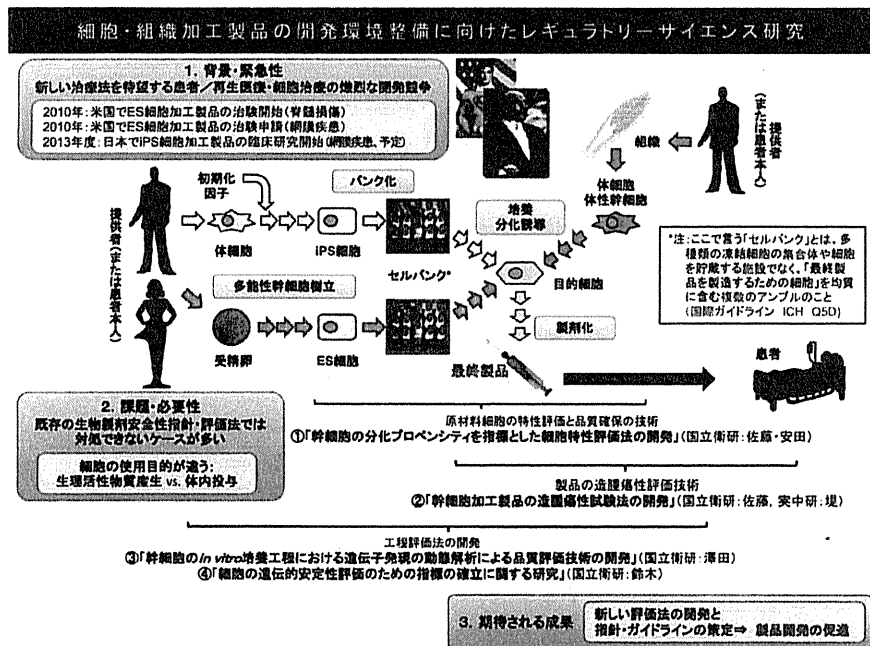 細胞・組織加工製品の開発環境整備に向けたレギュラトリーサイエンス研究
1. 背景・緊急性
新しい治療法を待望する患者／再生医療・細胞治療の熾烈な開発競争
2010年：米国でES細胞加工製品の治験開始（脊髄損傷）
2010年：米国でES細胞加工製品の治験申請（網膜疾患）
2013年度：日本でiPS細胞加工製品の臨床研究開始（網膜疾患、予定）
提供者（または患者本人）
初期化
因子
体細胞
iPS細胞
バンク化
セルバンク*
多能性幹細胞樹立
受精卵
ES細胞
組織
提供者
（または患者本人）
体細胞
体性幹細胞
培養
分化誘導
目的細胞
製剤化
最終製品
患者
*注：ここで言う「セルバンク」とは、多
種類の凍結細胞の集合体や細胞
を貯蔵する施設でなく、「最終製
品を製造するための細胞」を均質
に含む複数のアンプルのこと
（国際ガイドライン ICH Q5D）
2. 課題・必要性
既存の生物製剤安全性指針・評価法では
対処できないケースが多い
細胞の使用目的が違う：
生理活性物質産生 vs. 体内投与
原材料細胞の特性評価と品質確保の技術
①「幹細胞の分化プロペンシティを指標とした細胞特性評価法の開発」（国立衛研：佐藤・安田）
製品の造腫瘍性評価技術
②「幹細胞加工製品の造腫瘍性試験法の開発」（国立衛研：佐藤，実中研：堤）
工程評価法の開発
③「幹細胞のin vitro培養工程における遺伝子発現の動態解析による品質評価技術の開発」（国立衛研：澤田）
④「細胞の遺伝的安定性評価のための指標の確立に関する研究」（国立衛研：鈴木）
3. 期待される成果
新しい評価法の開発と
指針・ガイドラインの策定⇒ 製品開発の促進